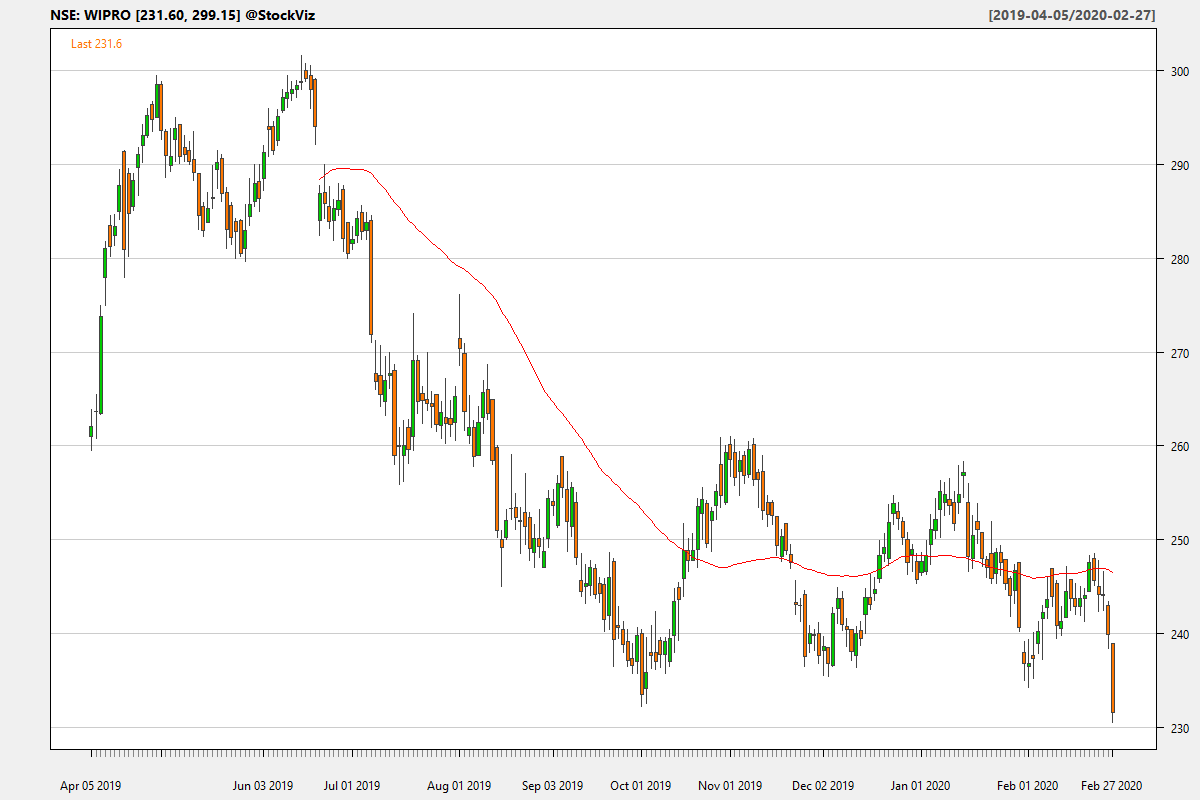 NSE: WIPRO [231.60, 299.15] @StockViz [2019-04-05/2020-02-27]
Last 231.6
300
290
280
270
260
250
240
230
Apr 05 2019 Jun 03 2019 Jul 01 2019 Aug 01 2019 Sep 03 2019 Oct 01 2019 Nov 01 2019 Dec 02 2019 Jan 01 2020 Feb 01 2020 Feb 27 2020